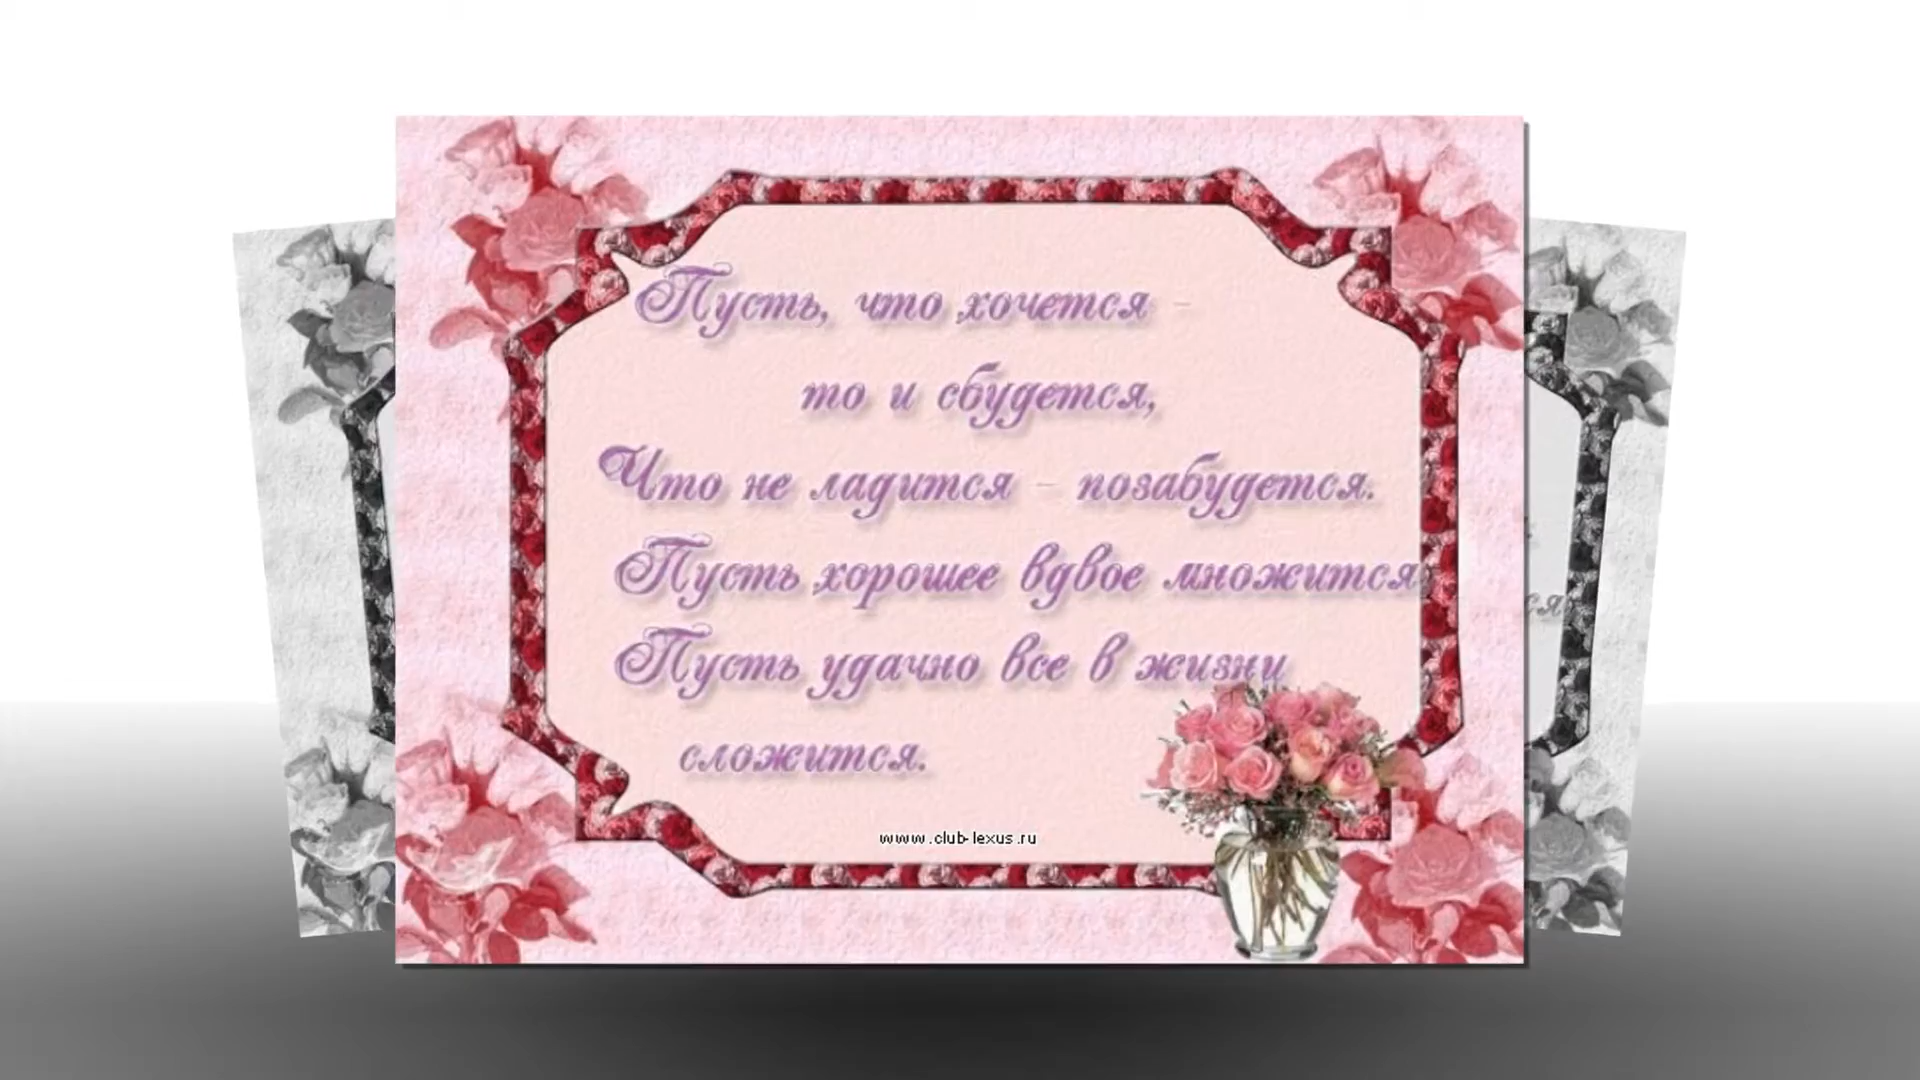 Пусть, что хочется -
то и сбудется,
Что не ладится - позабудется.
Пусть хорошее вдвое множится
Пусть удачно все в жизни
сложится.
www.club-lexus.ru